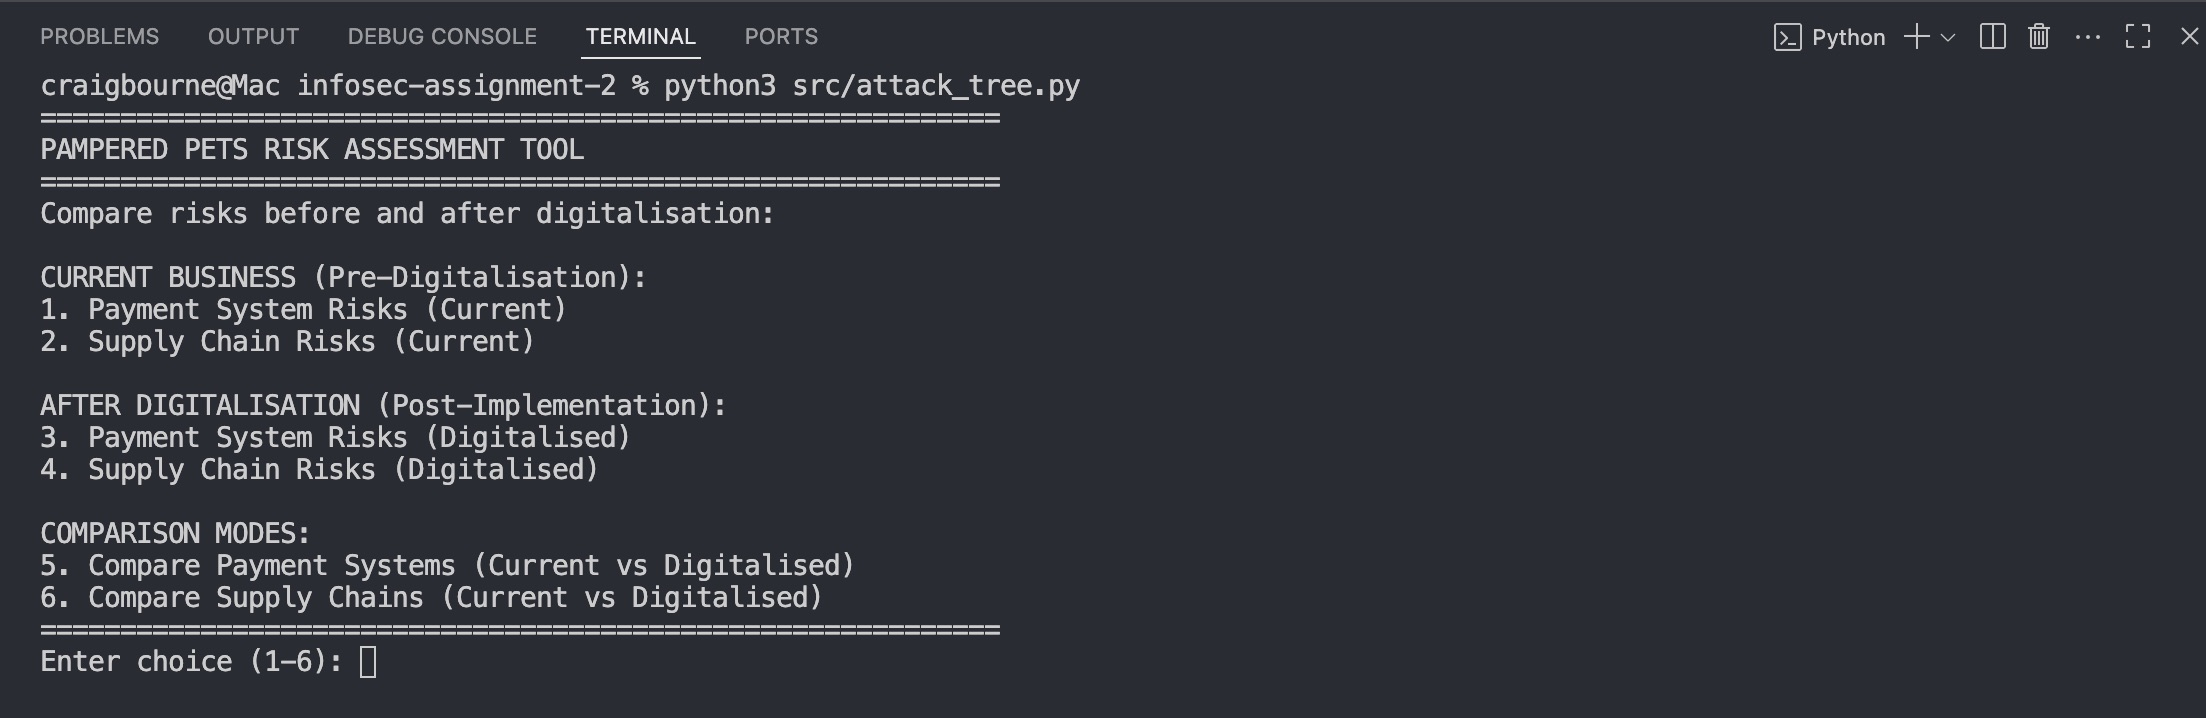 PROBLEMS OUTPUT DEBUG CONSOLE TERMINAL PORTS Python
craigbourne@Mac infosec-assignment-2 % python3 src/attack_tree.py
============================================================
PAMPERED PETS RISK ASSESSMENT TOOL
============================================================
Compare risks before and after digitalisation:
CURRENT BUSINESS (Pre-Digitalisation):
1. Payment System Risks (Current)
2. Supply Chain Risks (Current)
AFTER DIGITALISATION (Post-Implementation):
3. Payment System Risks (Digitalised)
4. Supply Chain Risks (Digitalised)
COMPARISON MODES:
5. Compare Payment Systems (Current vs Digitalised)
6. Compare Supply Chains (Current vs Digitalised)
============================================================
Enter choice (1-6):